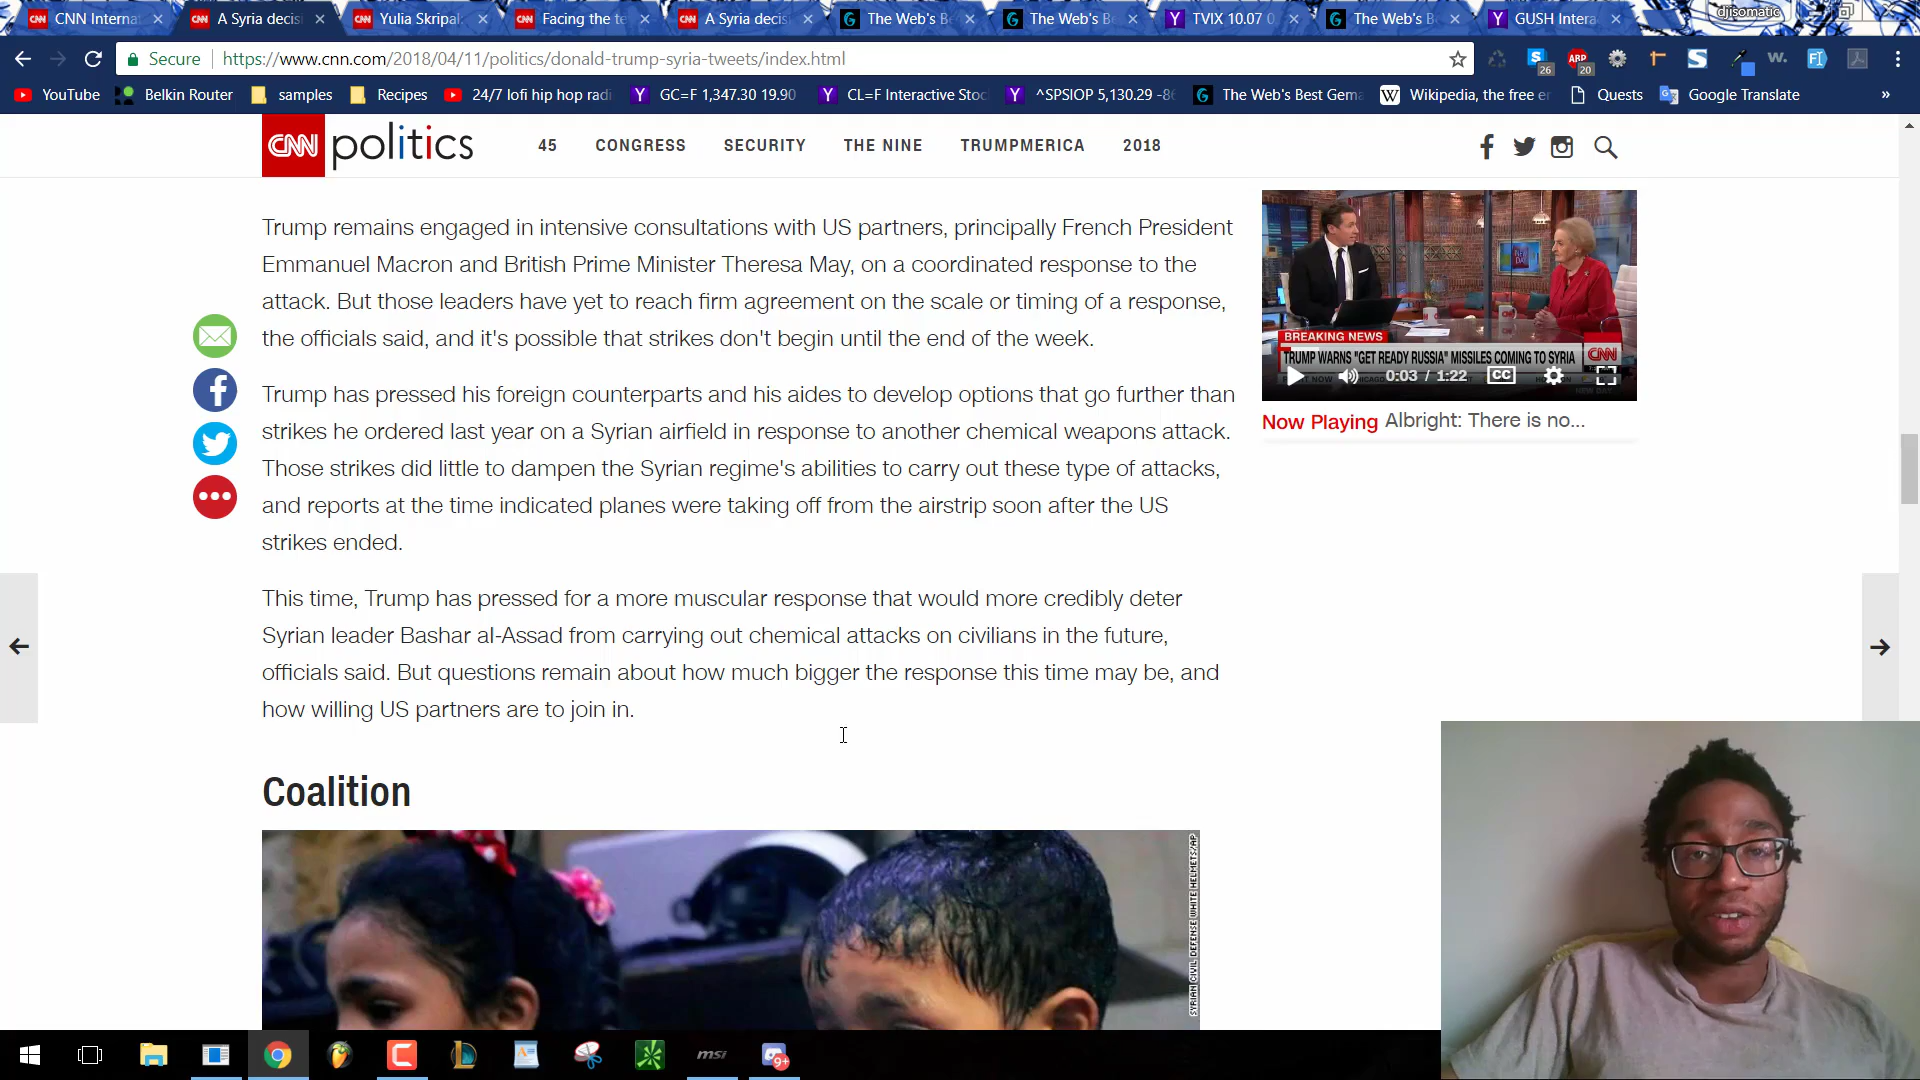 CNN Interna
A Syria decis
Yulia Skripal
Facing the te
A Syria decis
The Web's Be
The Web's Be
TVIX 10.07 0
The Web's B
GUSH Intera
djisomatic
Secure
https://www.cnn.com/2018/04/11/politics/donald-trump-syria-tweets/index.html
26
ABP
20
w.
YouTube
Belkin Router
samples
Recipes
24/7 lofi hip hop radi
GC=F 1,347.30 19.90
CL=F Interactive Stoc
^SPSIOP 5,130.29 -86
The Web's Best Gema
Wikipedia, the free er
Quests
Google Translate
»
CNN politics
45
CONGRESS
SECURITY
THE NINE
TRUMPMERICA
2018
Trump remains engaged in intensive consultations with US partners, principally French President
Emmanuel Macron and British Prime Minister Theresa May, on a coordinated response to the
attack. But those leaders have yet to reach firm agreement on the scale or timing of a response,
the officials said, and it's possible that strikes don't begin until the end of the week.
Trump has pressed his foreign counterparts and his aides to develop options that go further than
strikes he ordered last year on a Syrian airfield in response to another chemical weapons attack.
Those strikes did little to dampen the Syrian regime's abilities to carry out these type of attacks,
and reports at the time indicated planes were taking off from the airstrip soon after the US
strikes ended.
This time, Trump has pressed for a more muscular response that would more credibly deter
Syrian leader Bashar al-Assad from carrying out chemical attacks on civilians in the future,
officials said. But questions remain about how much bigger the response this time may be, and
how willing US partners are to join in.
BREAKING NEWS
TRUMP WARNS "GET READY RUSSIA" MISSILES COMING TO SYRIA
CNN
0:03 / 1:22
CC
Now Playing Albright: There is no...
Coalition
SYRIAN CIVIL DEFENSE WHITE HELMETS/AP
msi
9+